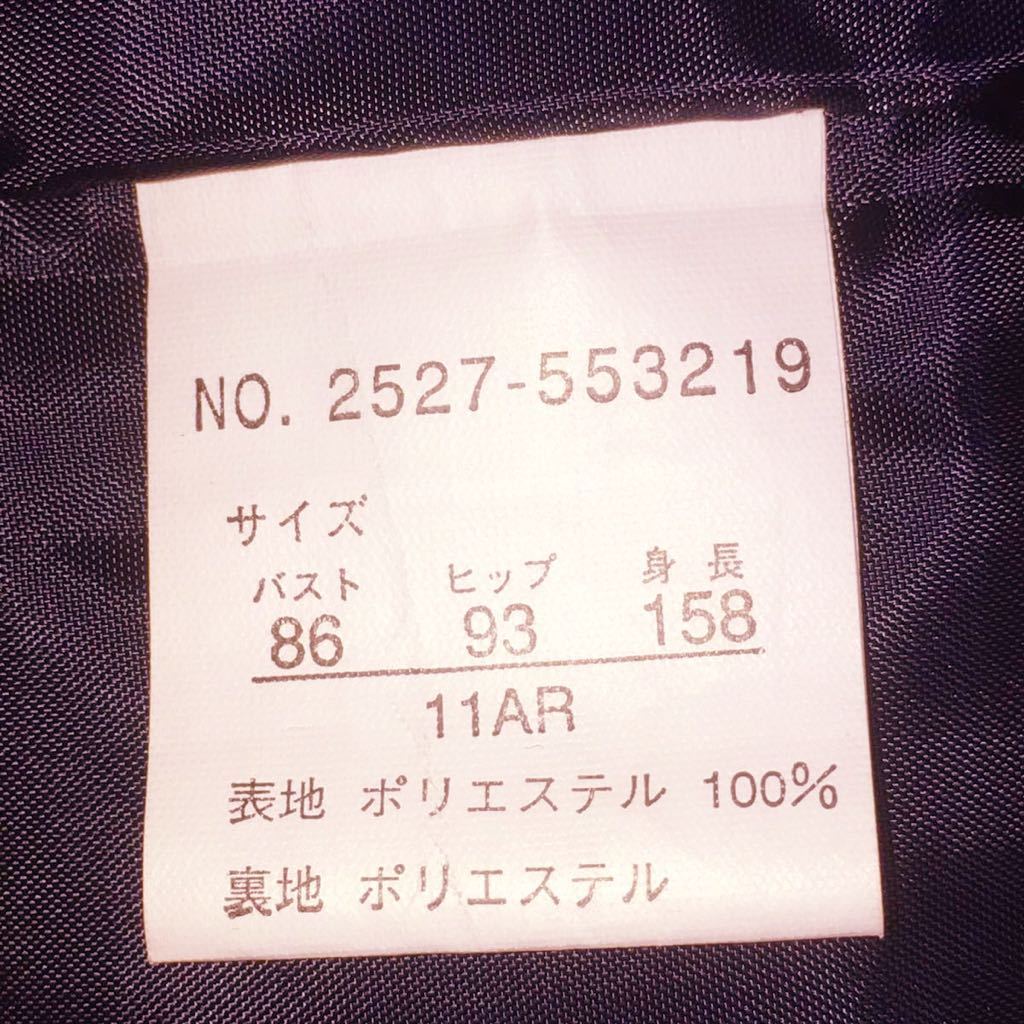 NO. 2527-553219
サイズ
バスト ヒップ 身長
86 93 158
11AR
表地 ポリエステル 100%
裏地 ポリエステル